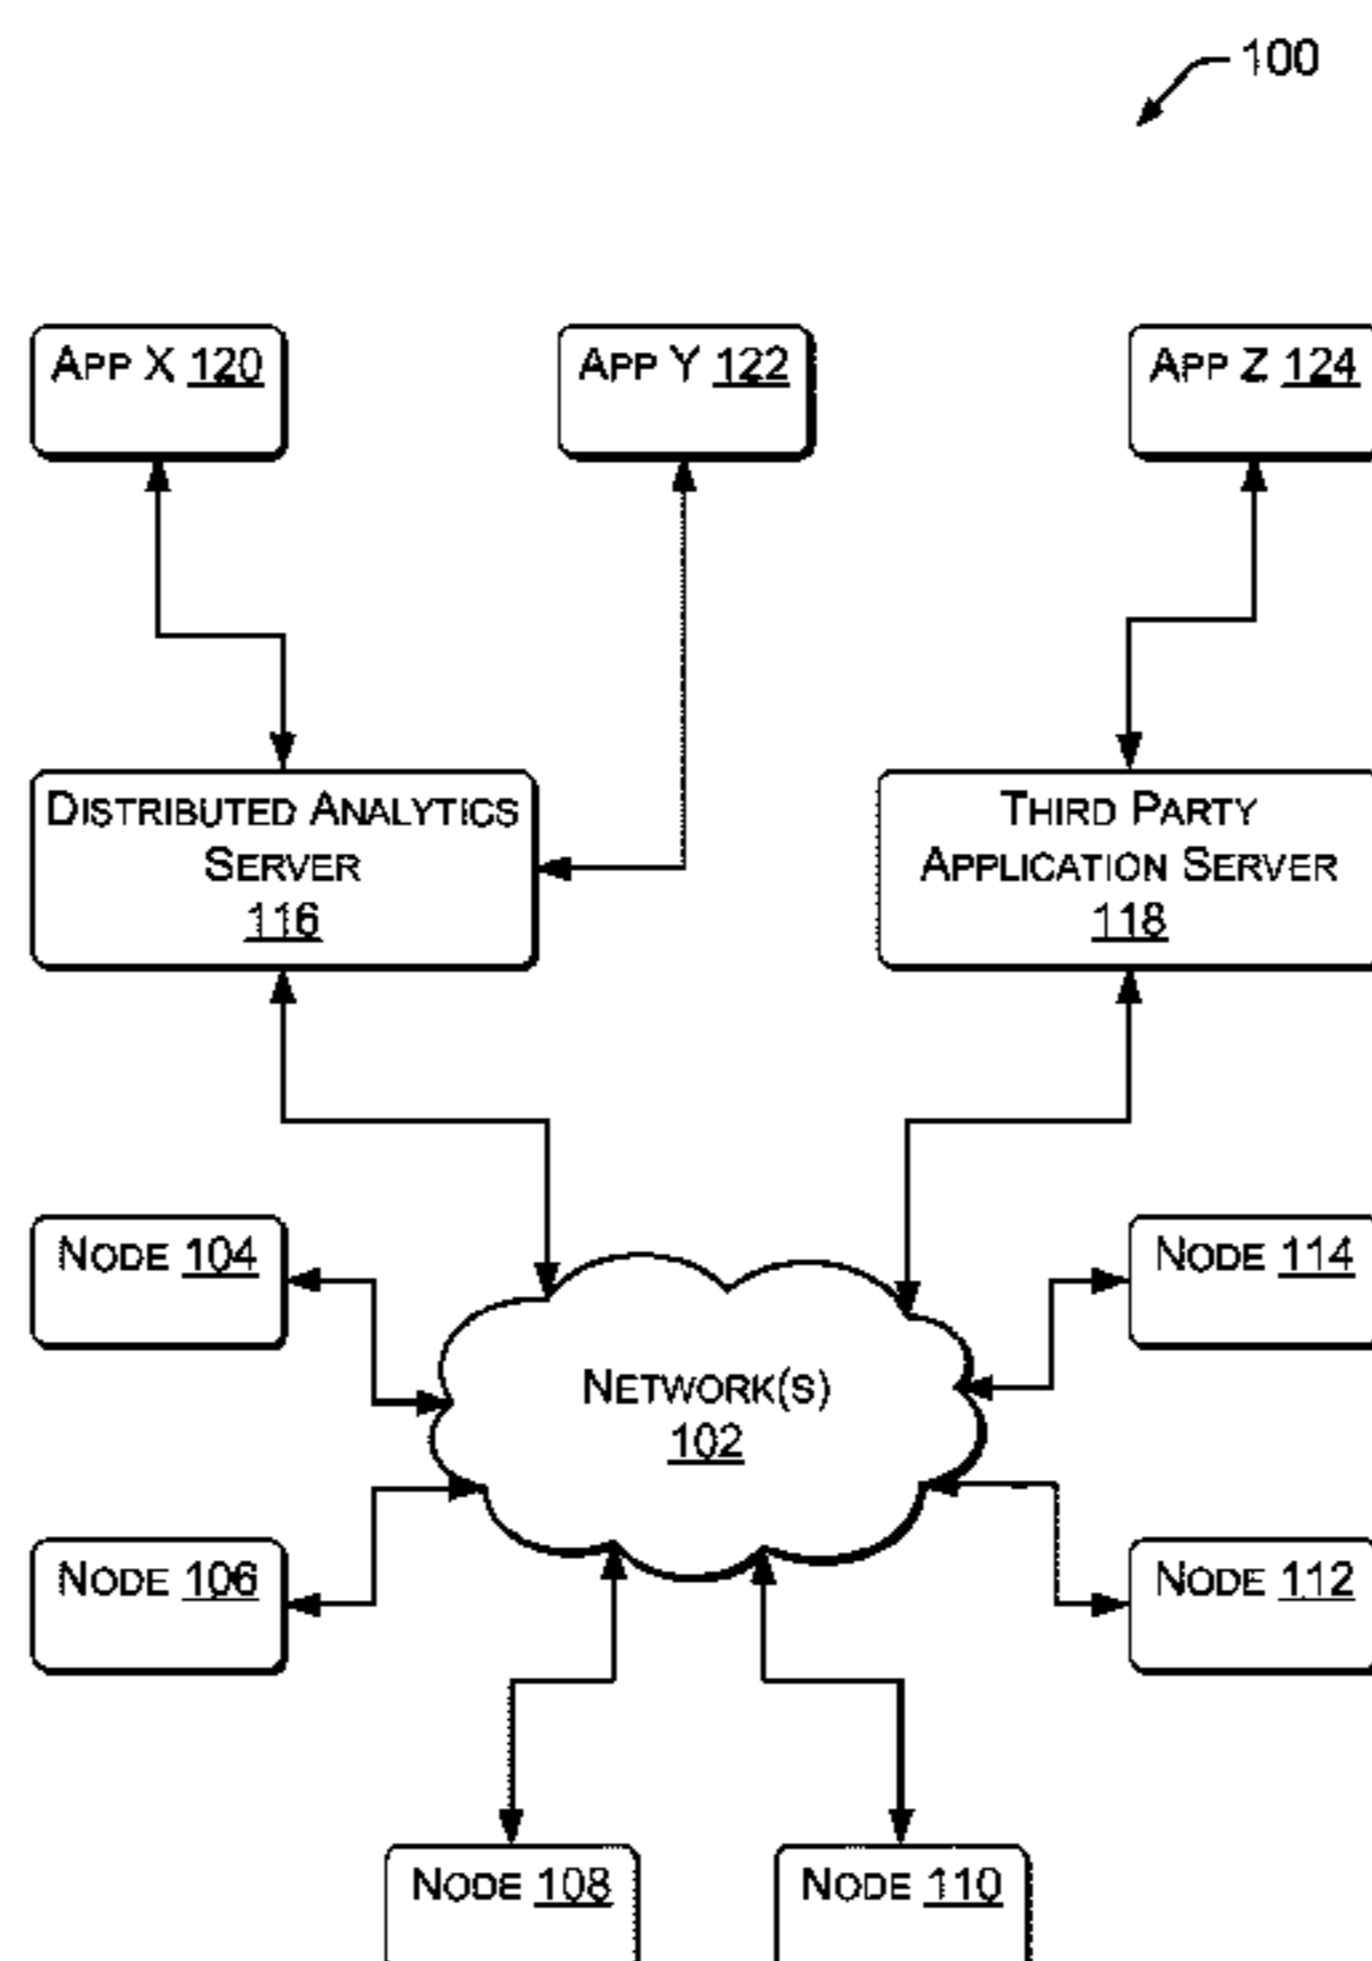 100
APP X 120
APP Y 122
APP Z 124
DISTRIBUTED ANALYTICS
SERVER
116
THIRD PARTY
APPLICATION SERVER
118
NODE 104
NODE 114
NETWORK(S)
102
NODE 106
NODE 112
NODE 108
NODE 110